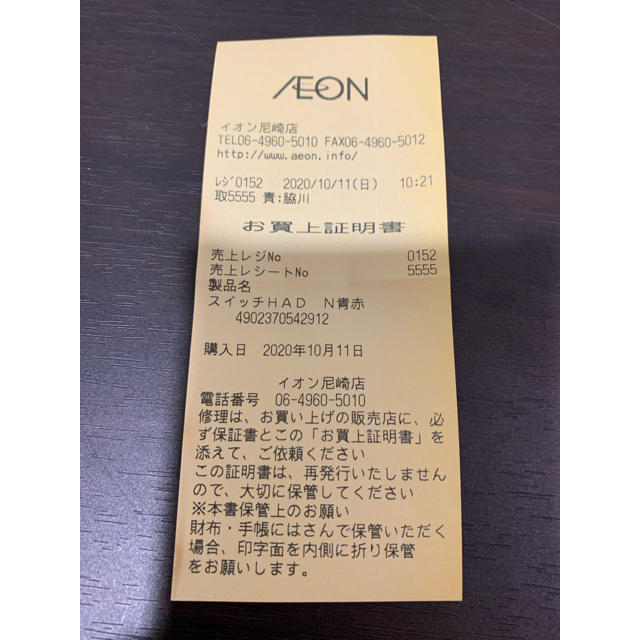 ÆON
イオン尼崎店
TEL06-4960-5010 FAX06-4960-5012
http://www.aeon.info/
ﾚｼﾞ0152 2020/10/11(日) 10:21
取5555 責:脇川
お買上証明書
売上レジNo 0152
売上レシートNo 5555
製品名
スイッチHAD N青赤
4902370542912
購入日 2020年10月11日
イオン尼崎店
電話番号 06-4960-5010
修理は、お買い上げの販売店に、必
ず保証書とこの「お買上証明書」を
添えて、ご依頼ください
この証明書は、再発行いたしません
ので、大切に保管してください
※本書保管上のお願い
財布・手帳にはさんで保管いただく
場合、印字面を内側に折り保管
をお願いします。